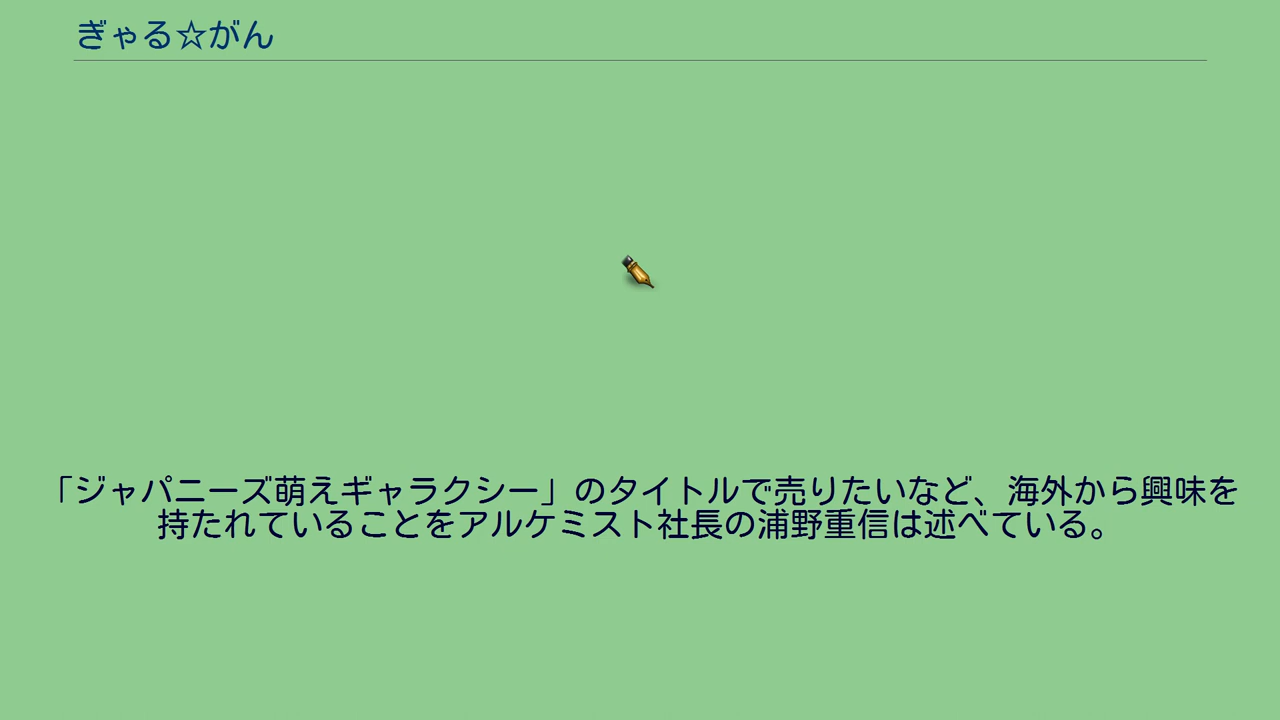 ぎゃる☆がん
「ジャパニーズ萌えギャラクシー」のタイトルで売りたいなど、海外から興味を
持たれていることをアルケミスト社長の浦野重信は述べている。